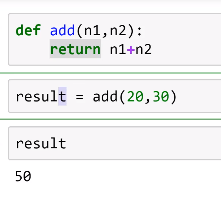 def add(n1,n2):
    return n1+n2
result = add(20,30)
result
50